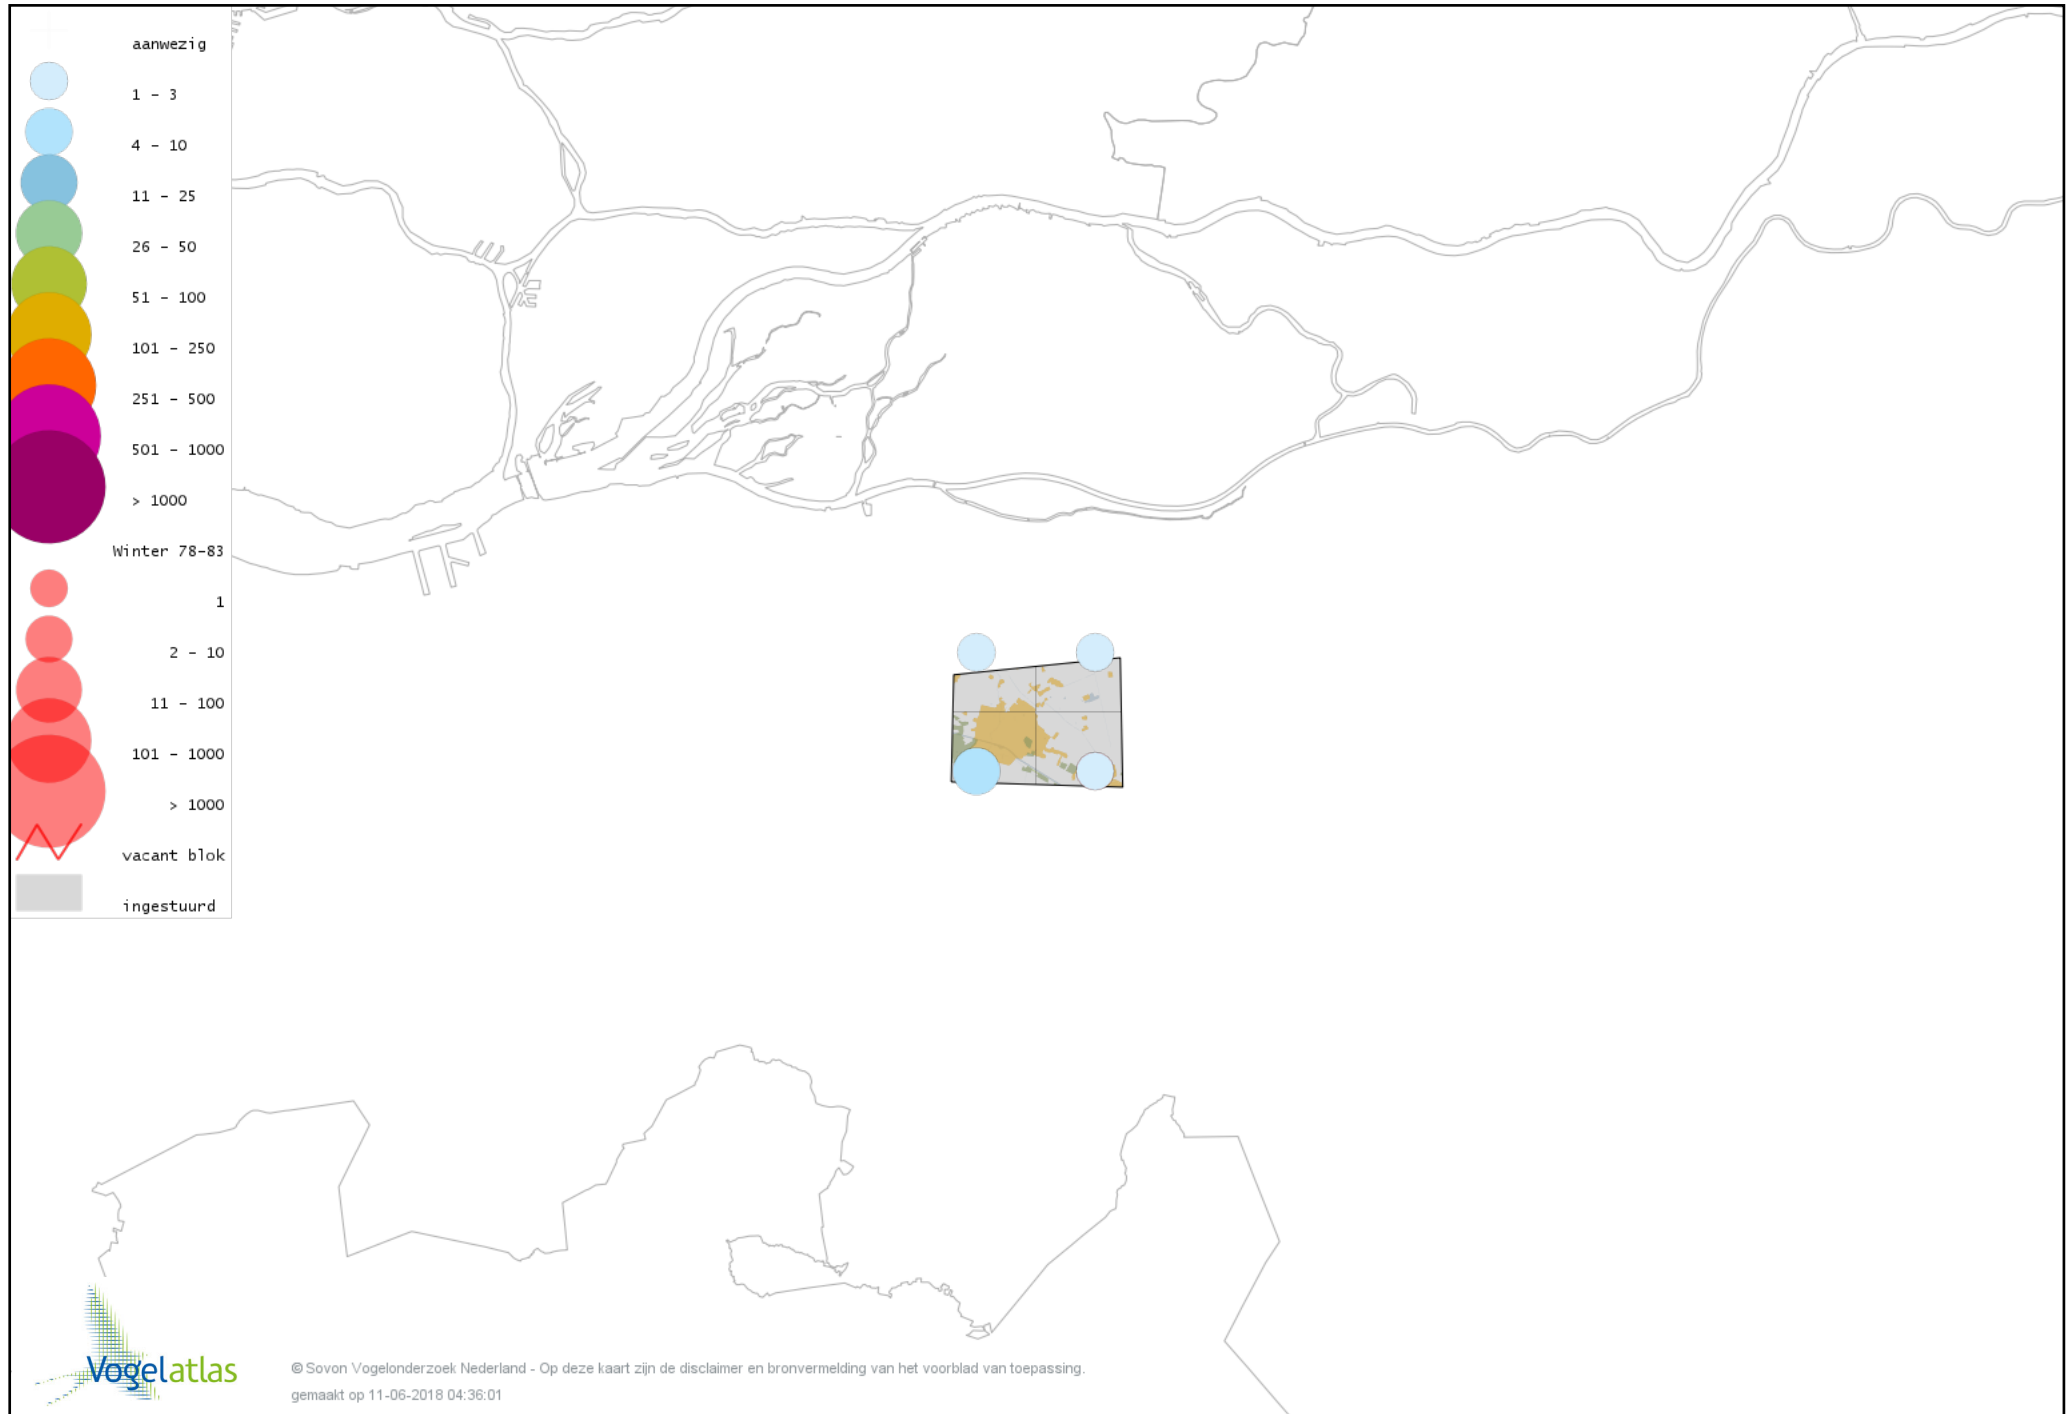 aanwezig
1 - 3
4 - 10
11 - 25
26 - 50
51 - 100
101 - 250
251 - 500
501 - 1000
> 1000
Winter 78-83
1
2 - 10
11 - 100
101 - 1000
> 1000
vacant blok
ingestuurd
Vogelatlas
© Sovon Vogelonderzoek Nederland - Op deze kaart zijn de disclaimer en bronvermelding van het voorblad van toepassing.
gemaakt op 11-06-2018 04:36:01